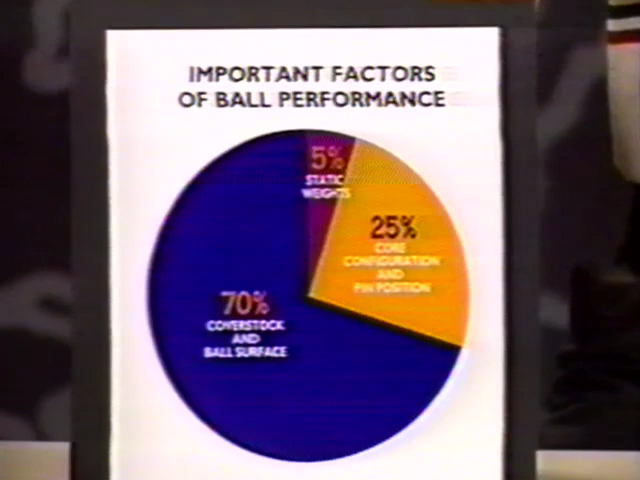 IMPORTANT FACTORS
OF BALL PERFORMANCE
5%
STATIC
WEIGHTS
25%
CORE
CONFIGURATION
AND
PIN POSITION
70%
COVERSTOCK
AND
BALL SURFACE